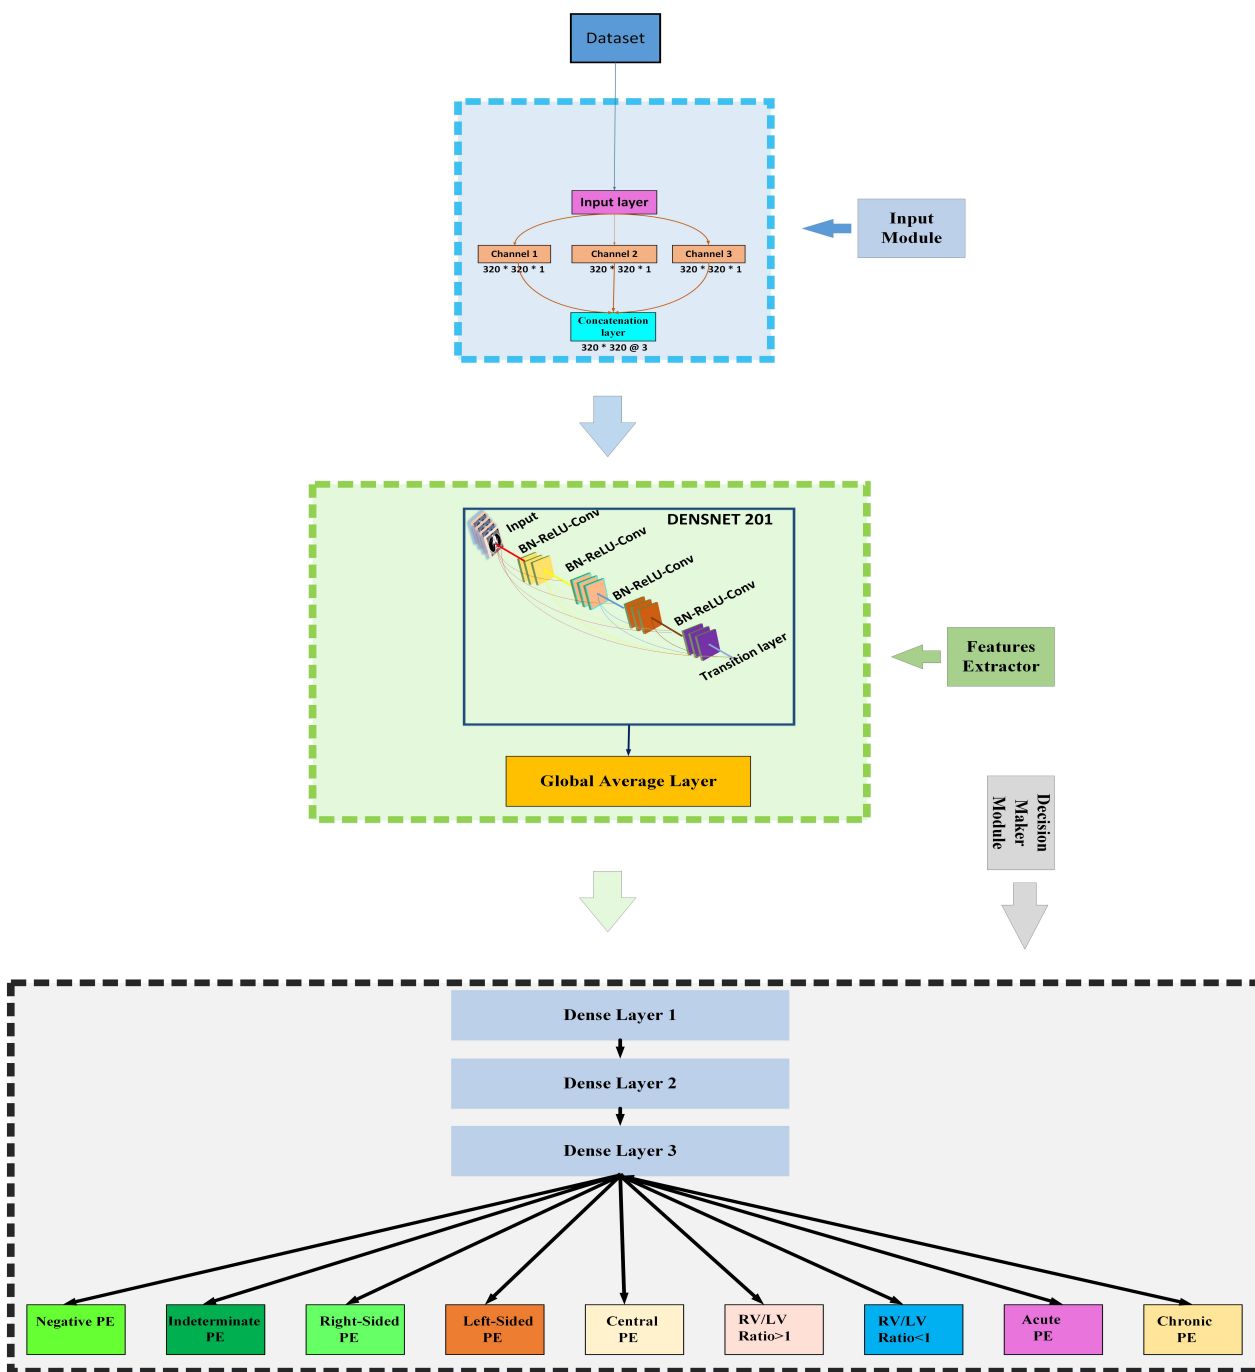 Dataset
Input layer
Channel 1
Channel 2
Channel 3
320 * 320 * 1
320 * 320 * 1
320 * 320 * 1
Concatenation
layer
320 * 320 @ 3
Input
Module
DENSNET 201
Input
BN-ReLU-Conv
BN-ReLU-Conv
BN-ReLU-Conv
BN-ReLU-Conv
Transition layer
Features
Extractor
Global Average Layer
Decision
Maker
Module
Dense Layer 1
Dense Layer 2
Dense Layer 3
Negative PE
Indeterminate
PE
Right-Sided
PE
Left-Sided
PE
Central
PE
RV/LV
Ratio>1
RV/LV
Ratio<1
Acute
PE
Chronic
PE